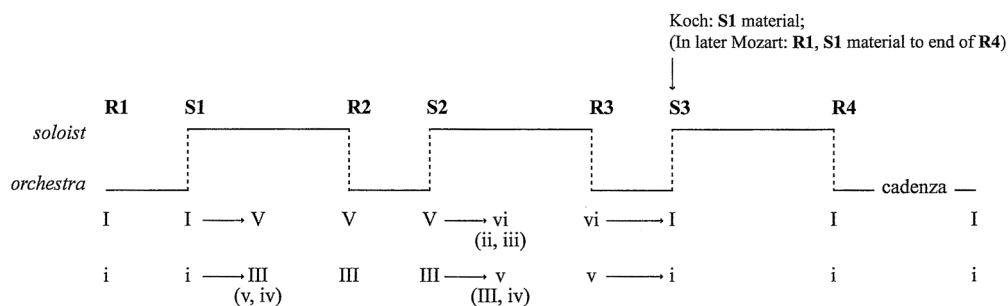 Koch: S1 material;
(In later Mozart: R1, S1 material to end of R4)
R1 S1 R2 S2 R3 S3 R4
soloist
orchestra cadenza
I I V V V vi vi I I I
(ii, iii)
i i III III III v v i i i
(v, iv) (III, iv)